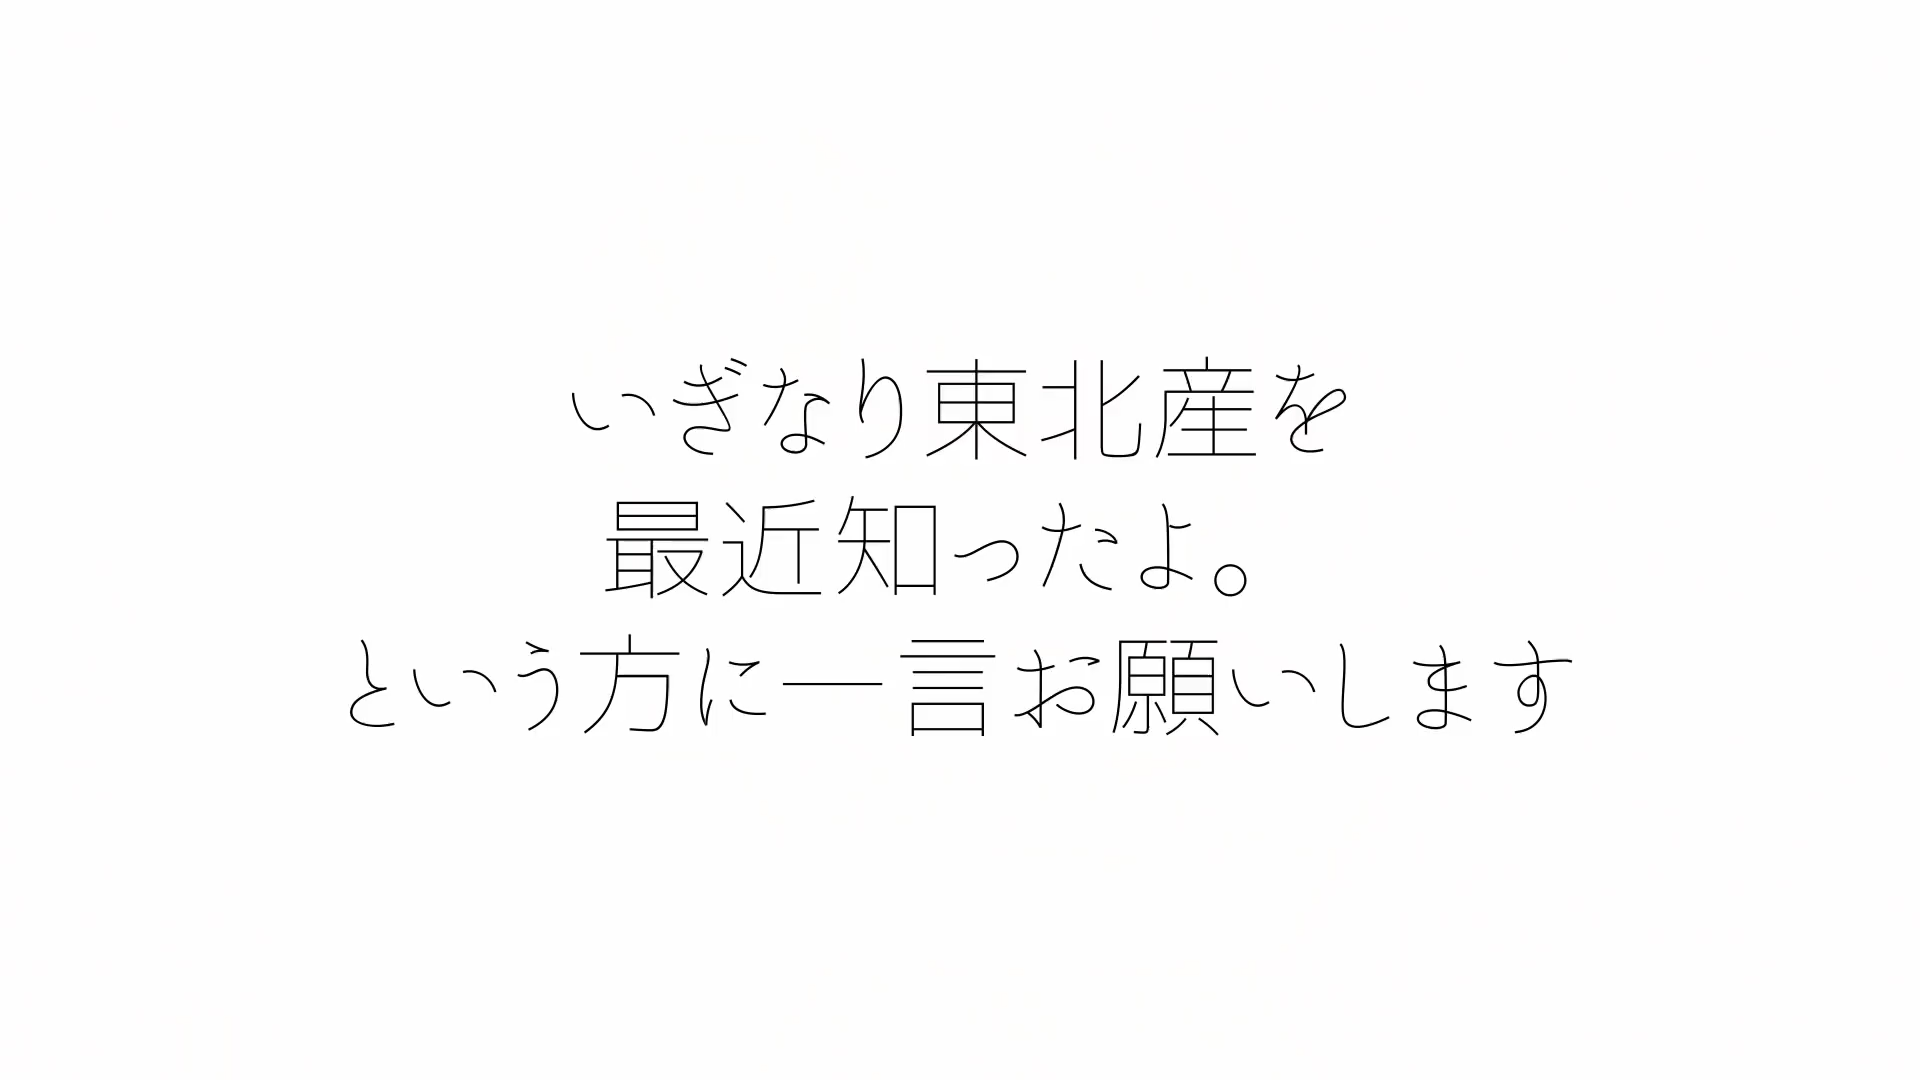 いぎなり東北産を
最近知ったよ。
という方に一言お願いします